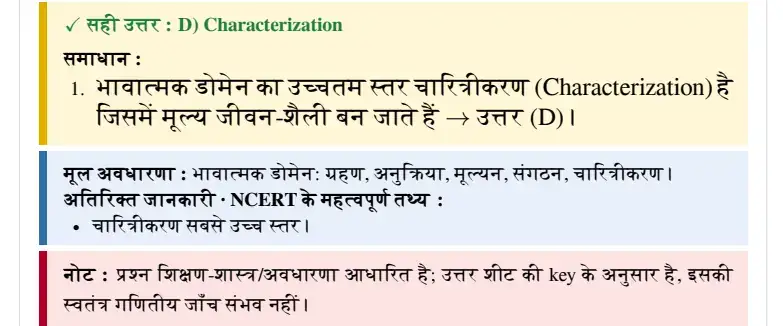 ✓ सही उत्तर : D) Characterization
समाधान :
1. भावात्मक डोमेन का उच्चतम स्तर चारित्रीकरण (Characterization) है
जिसमें मूल्य जीवन-शैली बन जाते हैं → उत्तर (D)।
मूल अवधारणा : भावात्मक डोमेन: ग्रहण, अनुक्रिया, मूल्यन, संगठन, चारित्रीकरण।
अतिरिक्त जानकारी · NCERT के महत्वपूर्ण तथ्य :
• चारित्रीकरण सबसे उच्च स्तर।
नोट : प्रश्न शिक्षण-शास्त्र/अवधारणा आधारित है; उत्तर शीट की key के अनुसार है, इसकी
स्वतंत्र गणितीय जाँच संभव नहीं।